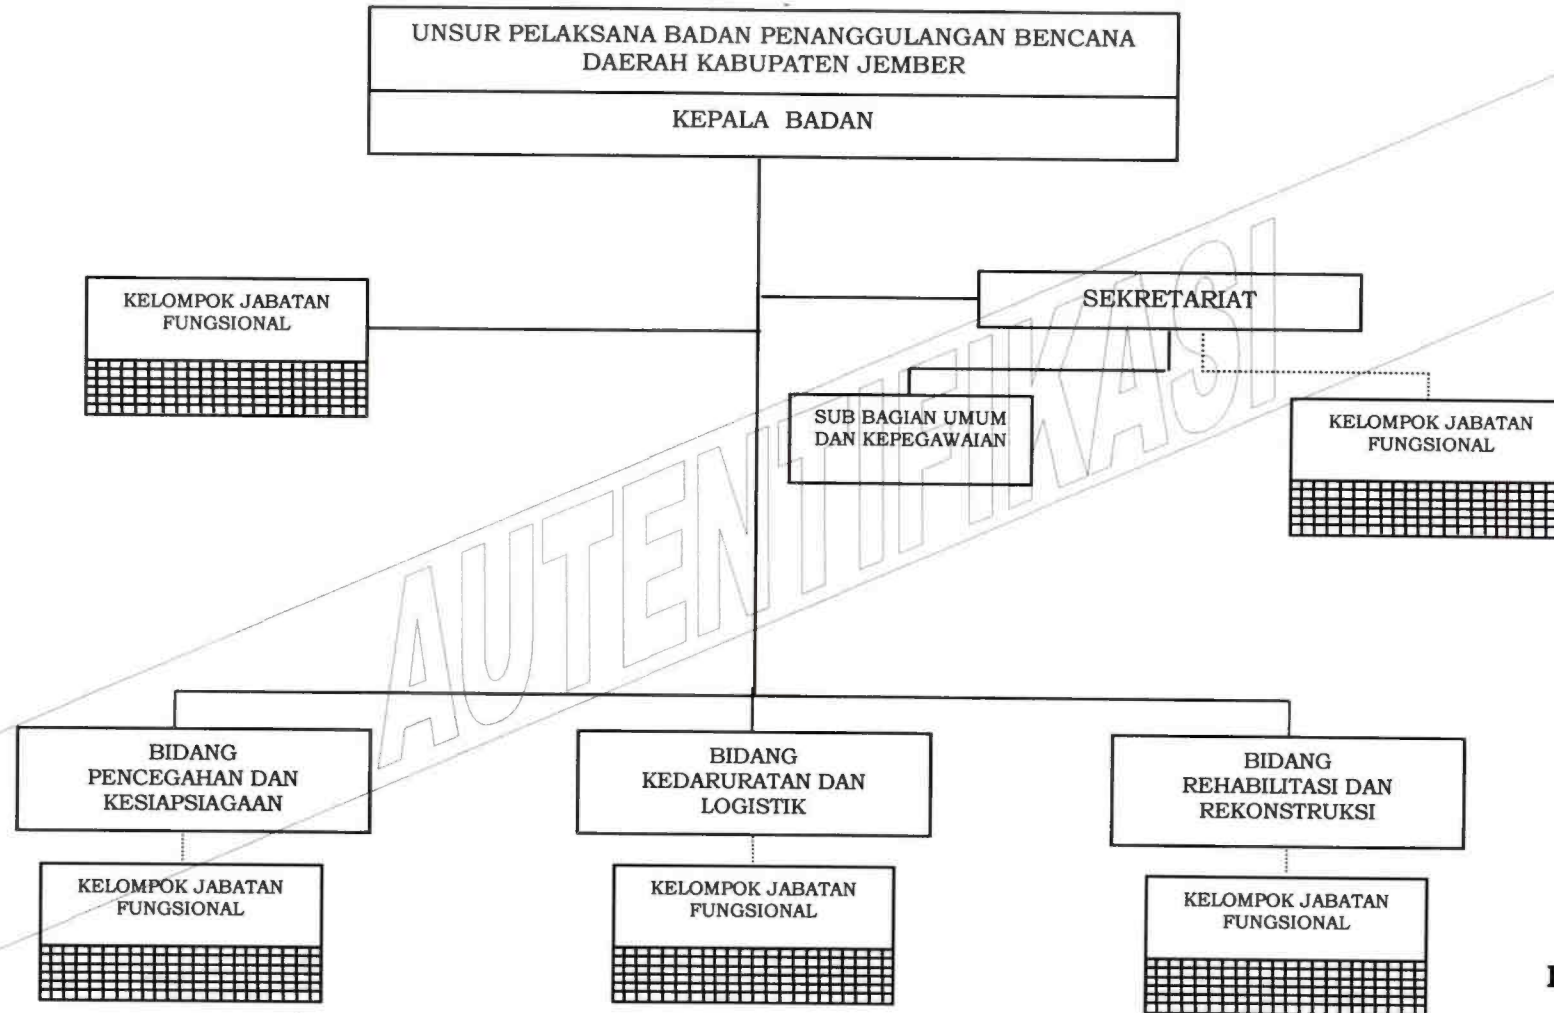 UNSUR PELAKSANA BADAN PENANGGULANGAN BENCANA
DAERAH KABUPATEN JEMBER
KEPALA BADAN
KELOMPOK JABATAN
FUNGSIONAL
SEKRETARIAT
SUB BAGIAN UMUM
DAN KEPEGAWAIAN
KELOMPOK JABATAN
FUNGSIONAL
AUTENTIFIKASI
BIDANG
PENCEGAHAN DAN
KESIAPSIAGAAN
BIDANG
KEDARURATAN DAN
LOGISTIK
BIDANG
REHABILITASI DAN
REKONSTRUKSI
KELOMPOK JABATAN
FUNGSIONAL
KELOMPOK JABATAN
FUNGSIONAL
KELOMPOK JABATAN
FUNGSIONAL